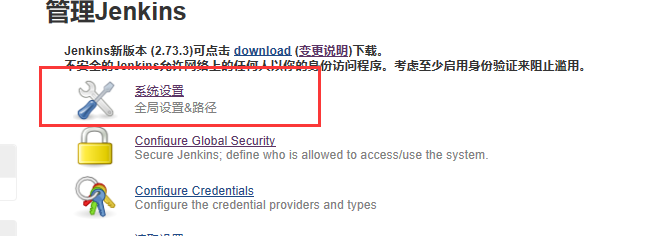 管理Jenkins
Jenkins新版本 (2.73.3)可点击 download (变更说明)下载。
不安全的Jenkins允许网络上的任何人以你的身份访问程序。考虑至少启用身份验证来阻止滥用。
系统设置
全局设置&路径
Configure Global Security
Secure Jenkins; define who is allowed to access/use the system.
Configure Credentials
Configure the credential providers and types